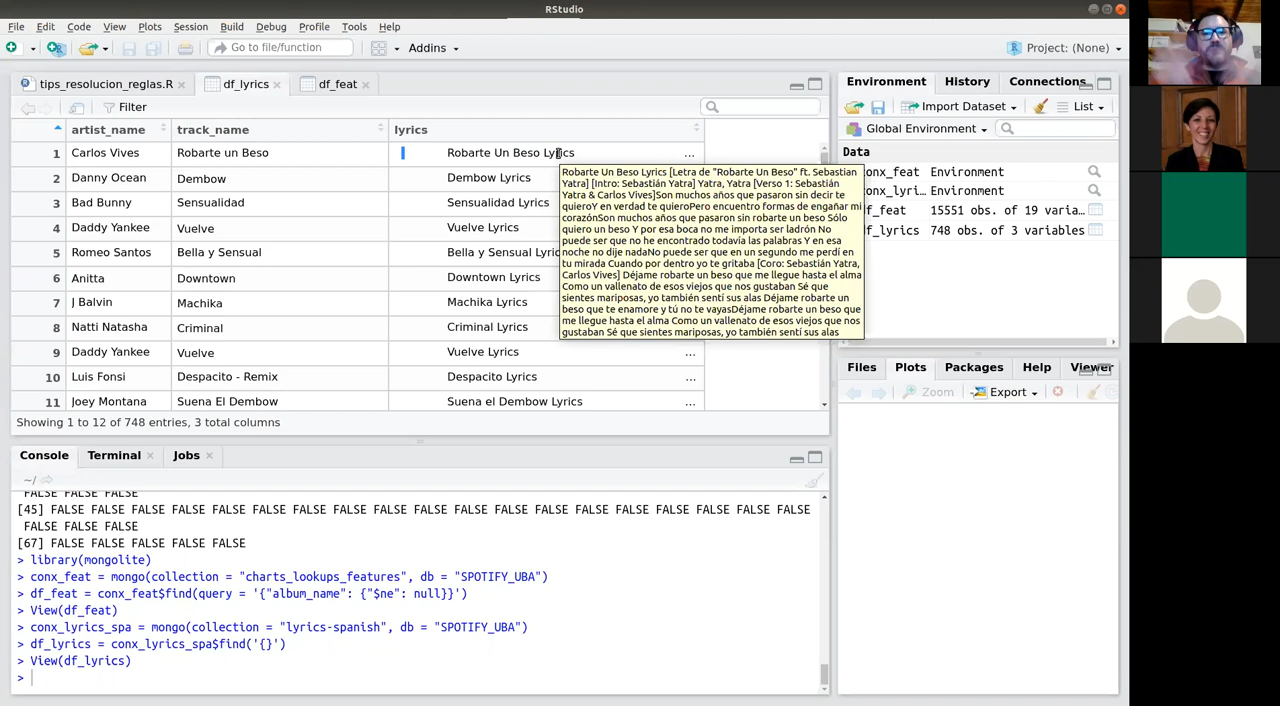 RStudio
File Edit Code View Plots Session Build Debug Profile Tools Help
Go to file/function Addins Project: (None)
tips_resolucion_reglas.R df_lyrics df_feat
Filter
artist_name track_name lyrics
1 Carlos Vives Robarte un Beso Robarte Un Beso Lyrics ...
2 Danny Ocean Dembow Dembow Lyrics
3 Bad Bunny Sensualidad Sensualidad Lyrics
4 Daddy Yankee Vuelve Vuelve Lyrics
5 Romeo Santos Bella y Sensual Bella y Sensual Lyric
6 Anitta Downtown Downtown Lyrics
7 J Balvin Machika Machika Lyrics
8 Natti Natasha Criminal Criminal Lyrics
9 Daddy Yankee Vuelve Vuelve Lyrics ...
10 Luis Fonsi Despacito - Remix Despacito Lyrics ...
11 Joey Montana Suena El Dembow Suena el Dembow Lyrics ...
Robarte Un Beso Lyrics [Letra de "Robarte Un Beso" ft. Sebastian
Yatra] [Intro: Sebastián Yatra] Yatra, Yatra [Verso 1: Sebastián
Yatra & Carlos Vives]Son muchos años que pasaron sin decir te
quieroY en verdad te quieroPero encuentro formas de engañar mi
corazónSon muchos años que pasaron sin robarte un beso Sólo
quiero un beso Y por esa boca no me importa ser ladrón No
puede ser que no he encontrado todavía las palabras Y en esa
noche no dije nadaNo puede ser que en un segundo me perdí en
tu mirada Cuando por dentro yo te gritaba [Coro: Sebastián Yatra,
Carlos Vives] Déjame robarte un beso que me llegue hasta el alma
Como un vallenato de esos viejos que nos gustaban Sé que
sientes mariposas, yo también sentí sus alas Déjame robarte un
beso que te enamore y tú no te vayasDéjame robarte un beso que
me llegue hasta el alma Como un vallenato de esos viejos que nos
gustaban Sé que sientes mariposas, yo también sentí sus alas
Showing 1 to 12 of 748 entries, 3 total columns
Console Terminal Jobs
~/
FALSE FALSE FALSE
[45] FALSE FALSE FALSE FALSE FALSE FALSE FALSE FALSE FALSE FALSE FALSE FALSE FALSE FALSE FALSE FALSE FALSE FALSE FALSE
FALSE FALSE FALSE
[67] FALSE FALSE FALSE FALSE FALSE
> library(mongolite)
> conx_feat = mongo(collection = "charts_lookups_features", db = "SPOTIFY_UBA")
> df_feat = conx_feat$find(query = '{"album_name": {"$ne": null}}')
> View(df_feat)
> conx_lyrics_spa = mongo(collection = "lyrics-spanish", db = "SPOTIFY_UBA")
> df_lyrics = conx_lyrics_spa$find('{}')
> View(df_lyrics)
>
Environment History Connections
Import Dataset List
Global Environment
Data
conx_feat Environment
conx_lyri… Environment
f_feat 15551 obs. of 19 varia…
f_lyrics 748 obs. of 3 variables
Files Plots Packages Help Viewer
Zoom Export